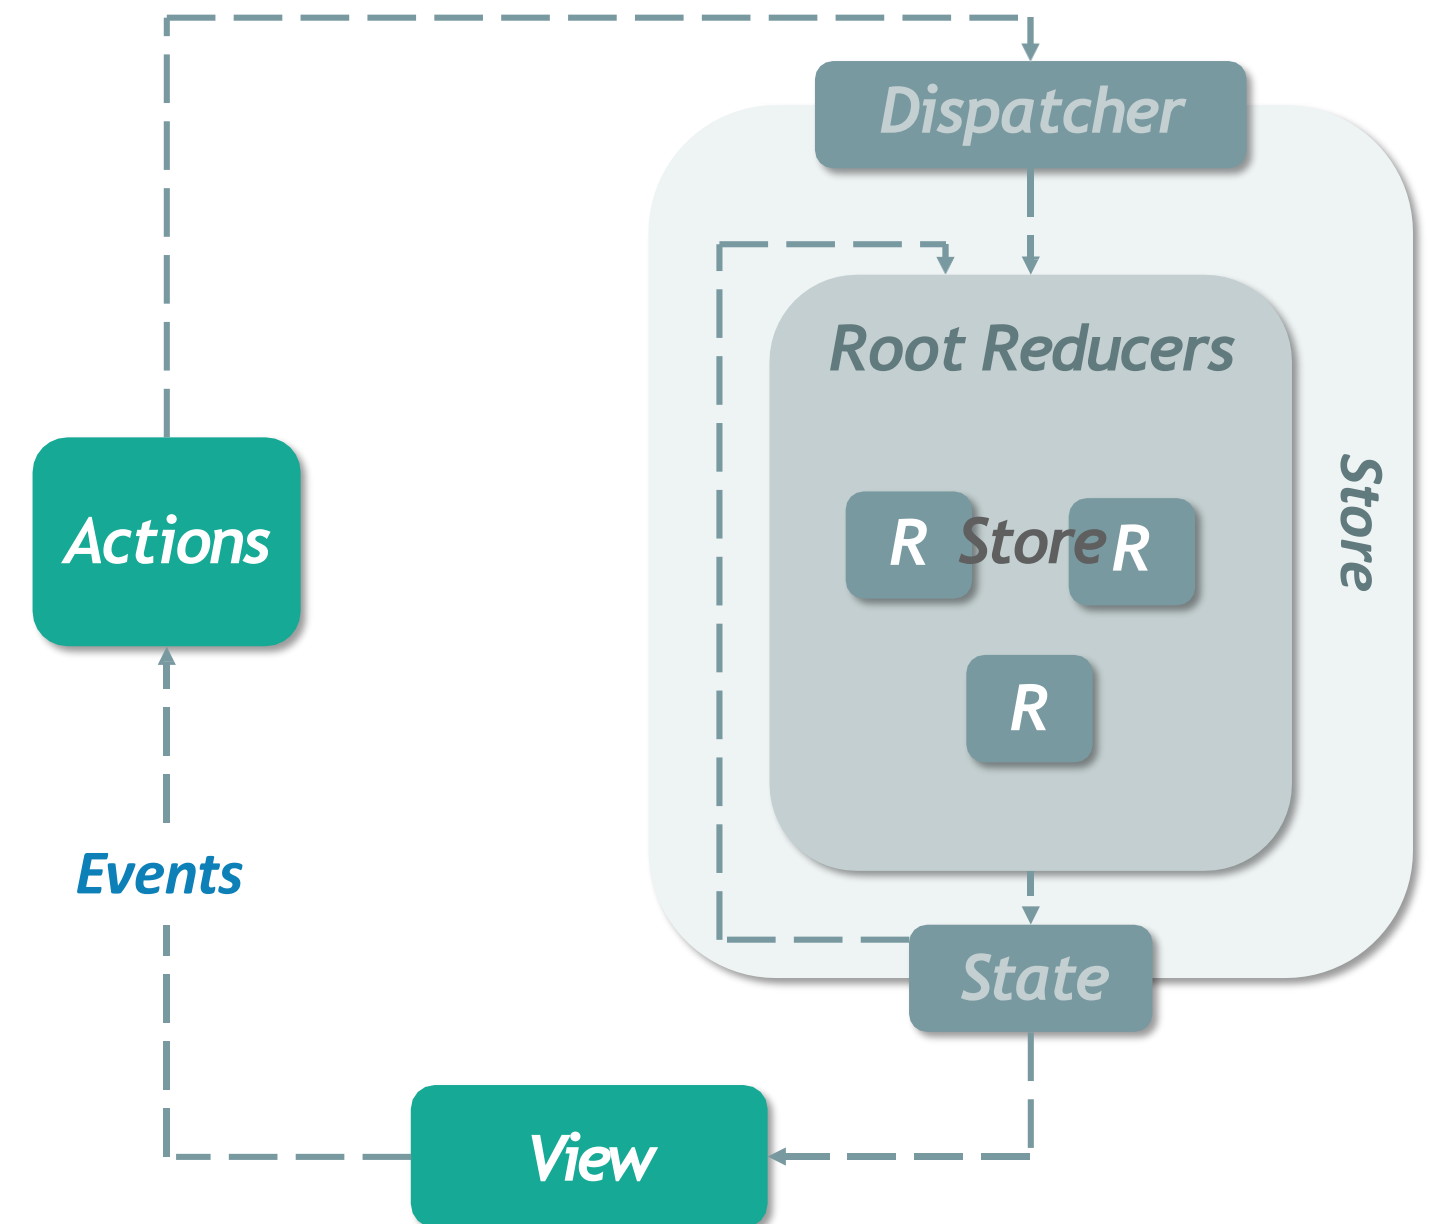 Dispatcher
Root Reducers
Store
Actions
R
Store
R
R
Events
State
View